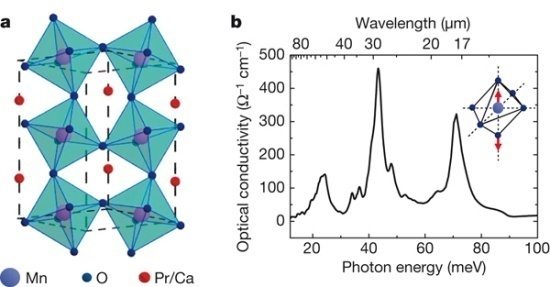 a
Mn
O
Pr/Ca
b
Wavelength (µm)
80 40 30 20 17
Optical conductivity (Ω⁻¹ cm⁻¹)
500
400
300
200
100
0
20 40 60 80 100
Photon energy (meV)